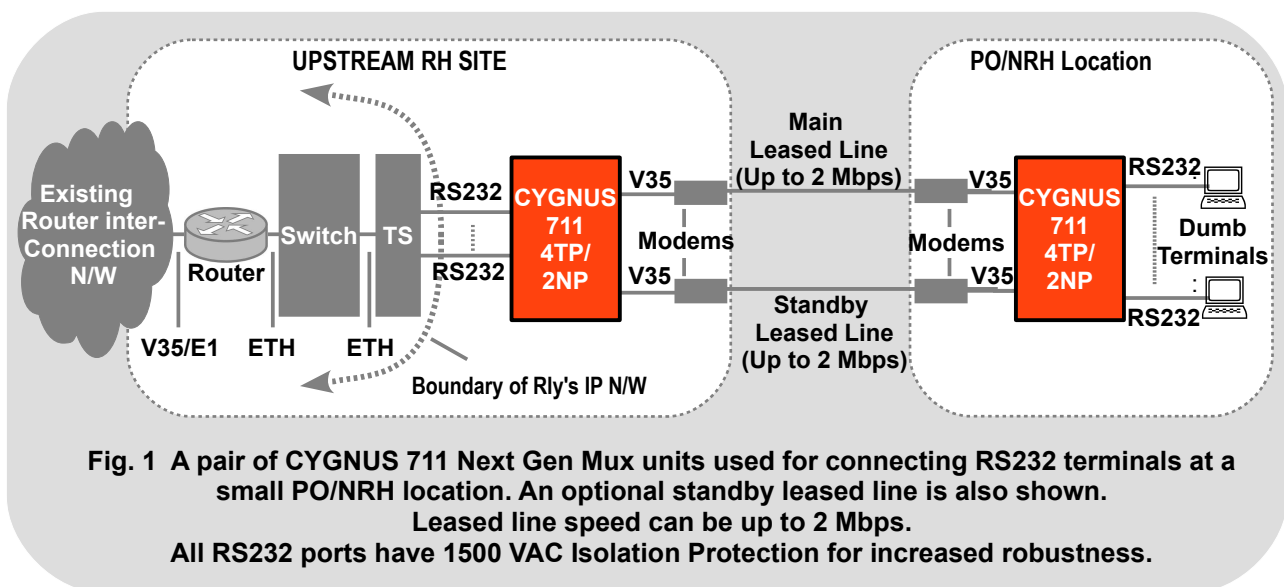 UPSTREAM RH SITE
PO/NRH Location
Existing
Router inter-
Connection
N/W
Router
Switch
TS
V35/E1
ETH
ETH
RS232
RS232
Boundary of Rly's IP N/W
CYGNUS
711
4TP/
2NP
V35
V35
Modems
Main
Leased Line
(Up to 2 Mbps)
Standby
Leased Line
(Up to 2 Mbps)
Modems
V35
V35
CYGNUS
711
4TP/
2NP
RS232
RS232
Dumb
Terminals
Fig. 1 A pair of CYGNUS 711 Next Gen Mux units used for connecting RS232 terminals at a
small PO/NRH location. An optional standby leased line is also shown.
Leased line speed can be up to 2 Mbps.
All RS232 ports have 1500 VAC Isolation Protection for increased robustness.